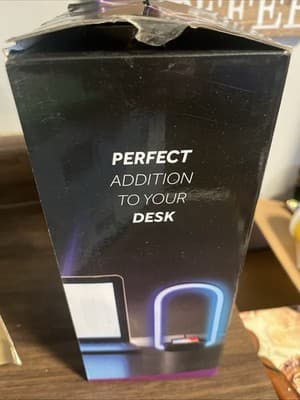 PERFECT
ADDITION
TO YOUR
DESK